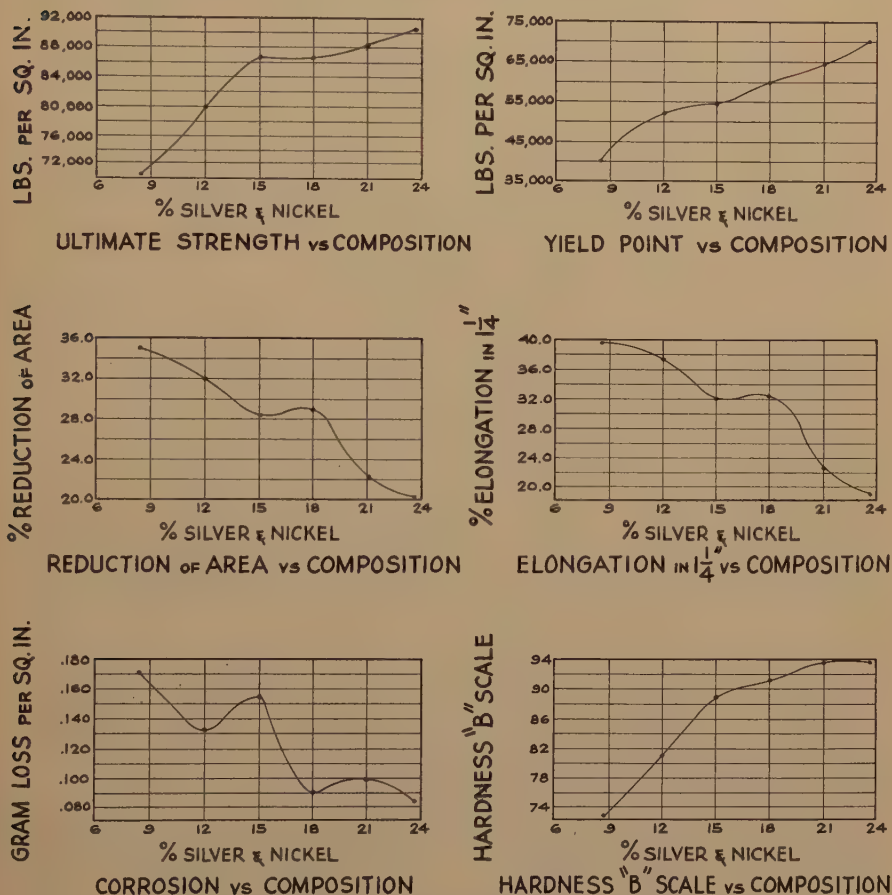 LBS. PER SQ. IN.
92,000
88,000
84,000
80,000
76,000
72,000
6 9 12 15 18 21 24
% SILVER & NICKEL
ULTIMATE STRENGTH vs COMPOSITION
LBS. PER SQ. IN.
75,000
65,000
55,000
45,000
35,000
6 9 12 15 18 21 24
% SILVER & NICKEL
YIELD POINT vs COMPOSITION
% REDUCTION OF AREA
36.0
32.0
28.0
24.0
20.0
6 9 12 15 18 21 24
% SILVER & NICKEL
REDUCTION OF AREA vs COMPOSITION
% ELONGATION IN 1 1/4"
40.0
36.0
32.0
28.0
24.0
20.0
6 9 12 15 18 21 24
% SILVER & NICKEL
ELONGATION IN 1 1/4" vs COMPOSITION
GRAM LOSS PER SQ. IN.
.180
.160
.140
.120
.100
.080
6 9 12 15 18 21 24
% SILVER & NICKEL
CORROSION vs COMPOSITION
HARDNESS "B" SCALE
94
90
86
82
78
74
6 9 12 15 18 21 24
% SILVER & NICKEL
HARDNESS "B" SCALE vs COMPOSITION